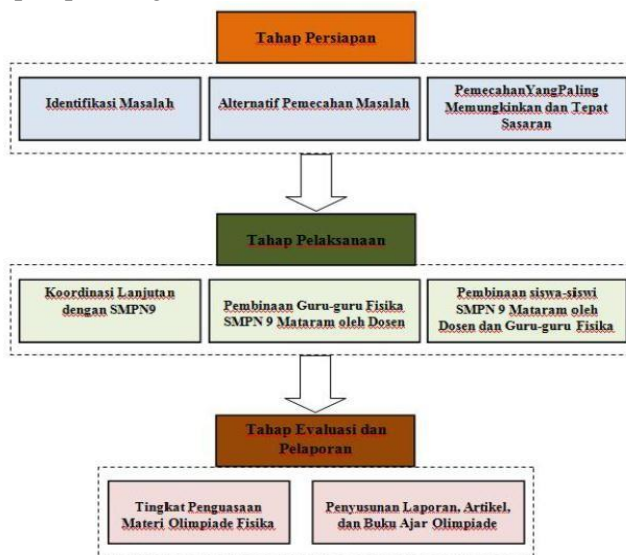 Tahap Persiapan
Identifikasi Masalah
Alternatif Pemecahan Masalah
PemecahanYangPaling
Memungkinkan dan Tepat
Sasaran
Tahap Pelaksanaan
Koordinasi Lanjutan
dengan SMPN9
Pembinaan Guru-guru Fisika
SMPN 9 Mataram oleh Dosen
Pembinaan siswa-siswi
SMPN 9 Mataram oleh
Dosen dan Guru-guru Fisika
Tahap Evaluasi dan
Pelaporan
Tingkat Penguasaan
Materi Olimpiade Fisika
Penyusunan Laporan, Artikel,
dan Buku Ajar Olimpiade